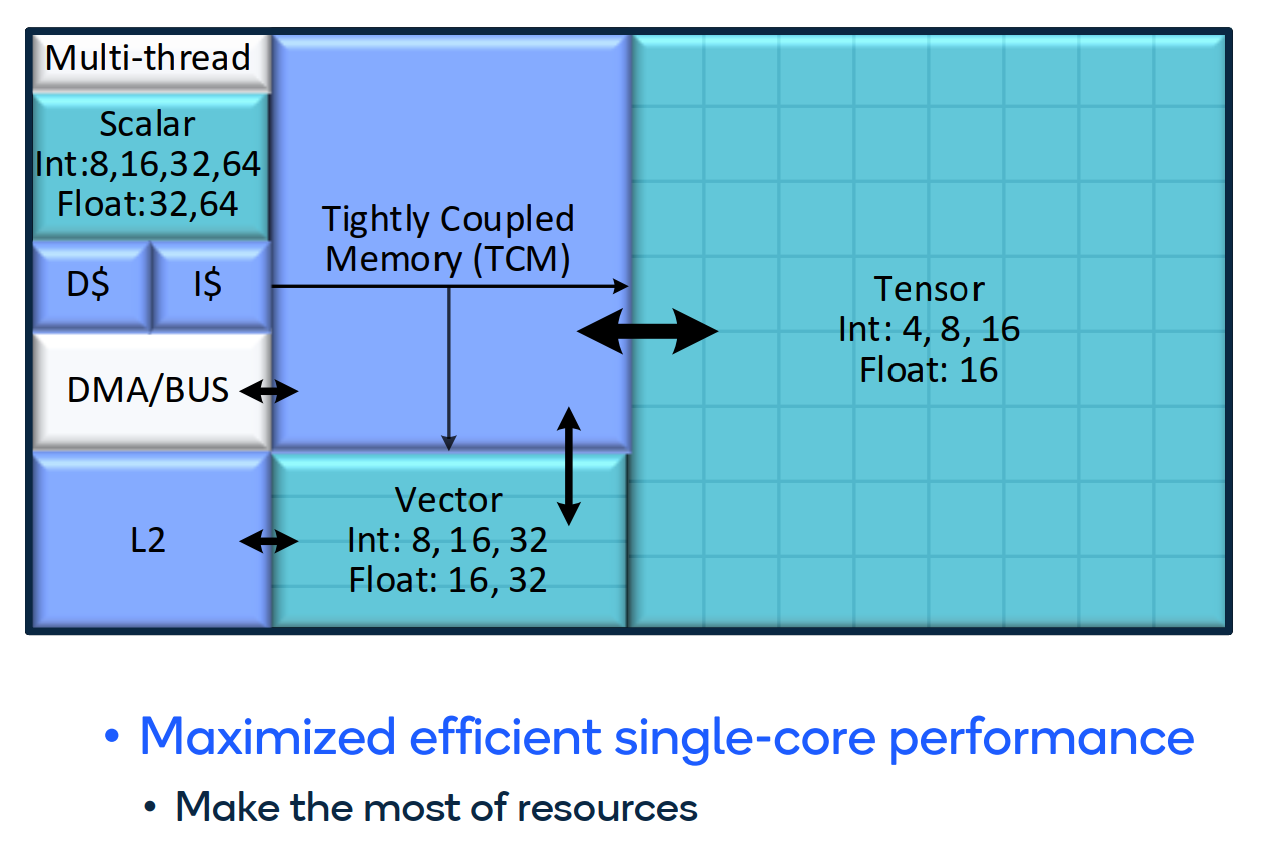 Multi-thread
Scalar
Int:8,16,32,64
Float:32,64
D$
I$
DMA/BUS
L2
Tightly Coupled
Memory (TCM)
Vector
Int: 8, 16, 32
Float: 16, 32
Tensor
Int: 4, 8, 16
Float: 16
• Maximized efficient single-core performance
• Make the most of resources